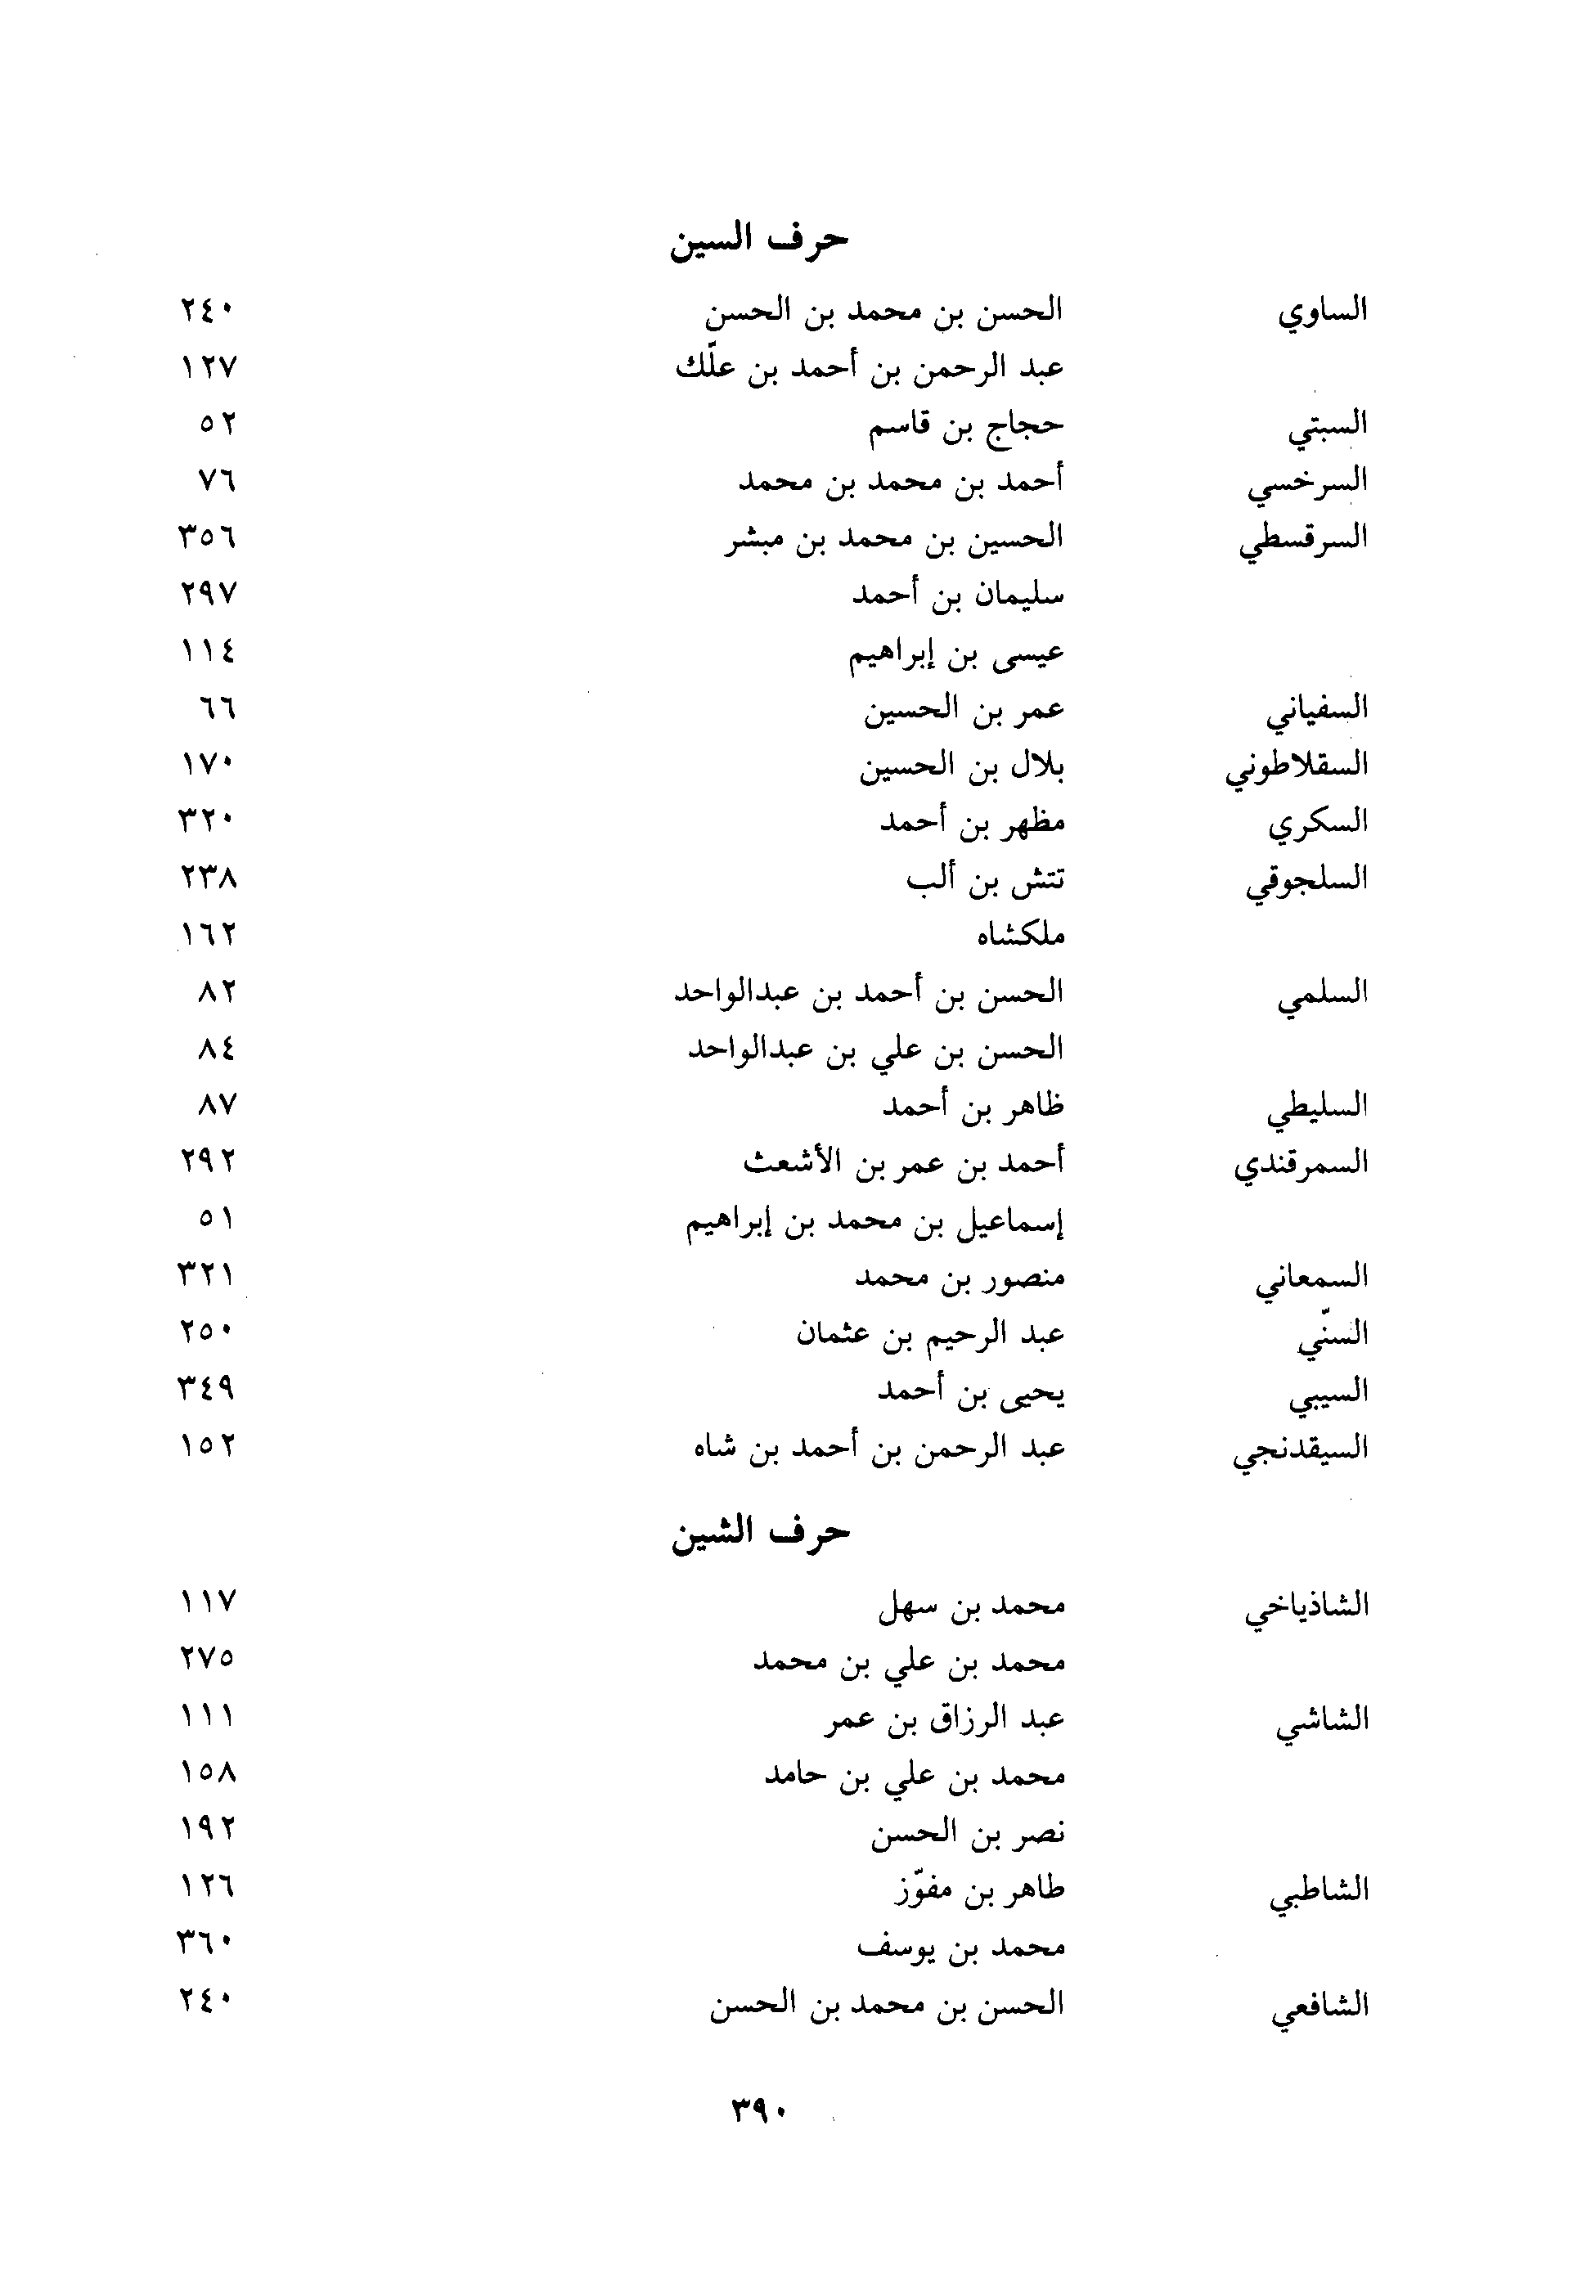 حرف السين
الساوي الحسن بن محمد بن الحسن ٢٤٠
عبد الرحمن بن أحمد بن علّك ١٢٧
السبتي حجاج بن قاسم ٥٢
السرخسي أحمد بن محمد بن محمد ٧٦
السرقسطي الحسين بن محمد بن مبشر ٣٥٦
سليمان بن أحمد ٢٩٧
عيسى بن إبراهيم ١١٤
السفياني عمر بن الحسين ٦٦
السقلاطوني بلال بن الحسين ١٧٠
السكري مظهر بن أحمد ٣٢٠
السلجوقي تتش بن ألب ٢٣٨
ملكشاه ١٦٢
السلمي الحسن بن أحمد بن عبدالواحد ٨٢
الحسن بن علي بن عبدالواحد ٨٤
السليطي ظاهر بن أحمد ٨٧
السمرقندي أحمد بن عمر بن الأشعث ٢٩٢
إسماعيل بن محمد بن إبراهيم ٥١
السمعاني منصور بن محمد ٣٢١
السنّي عبد الرحيم بن عثمان ٢٥٠
السيبي يحيى بن أحمد ٣٤٩
السيقدنجي عبد الرحمن بن أحمد بن شاه ١٥٢
حرف الشين
الشاذياخي محمد بن سهل ١١٧
محمد بن علي بن محمد ٢٧٥
الشاشي عبد الرزاق بن عمر ١١١
محمد بن علي بن حامد ١٥٨
نصر بن الحسن ١٩٢
الشاطبي طاهر بن مفوّز ١٢٦
محمد بن يوسف ٣٦٠
الشافعي الحسن بن محمد بن الحسن ٢٤٠
٣٩٠